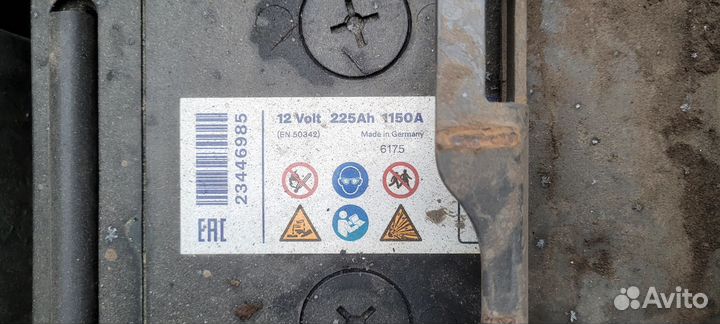 12 Volt 225Ah 1150A
(EN 50342) Made in Germany
6175
23446985
EAC
Avito